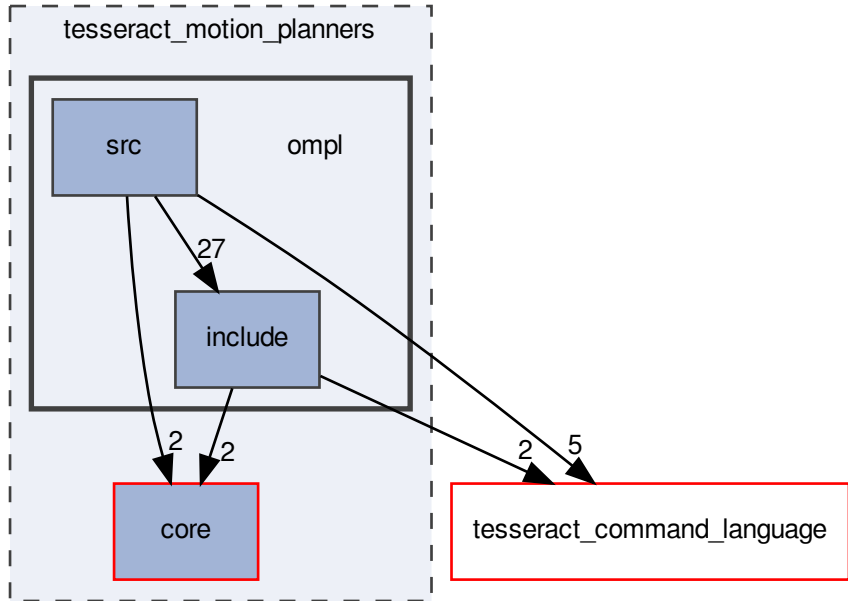 tesseract_motion_planners
src
ompl
27
include
2
2
2
5
core
tesseract_command_language